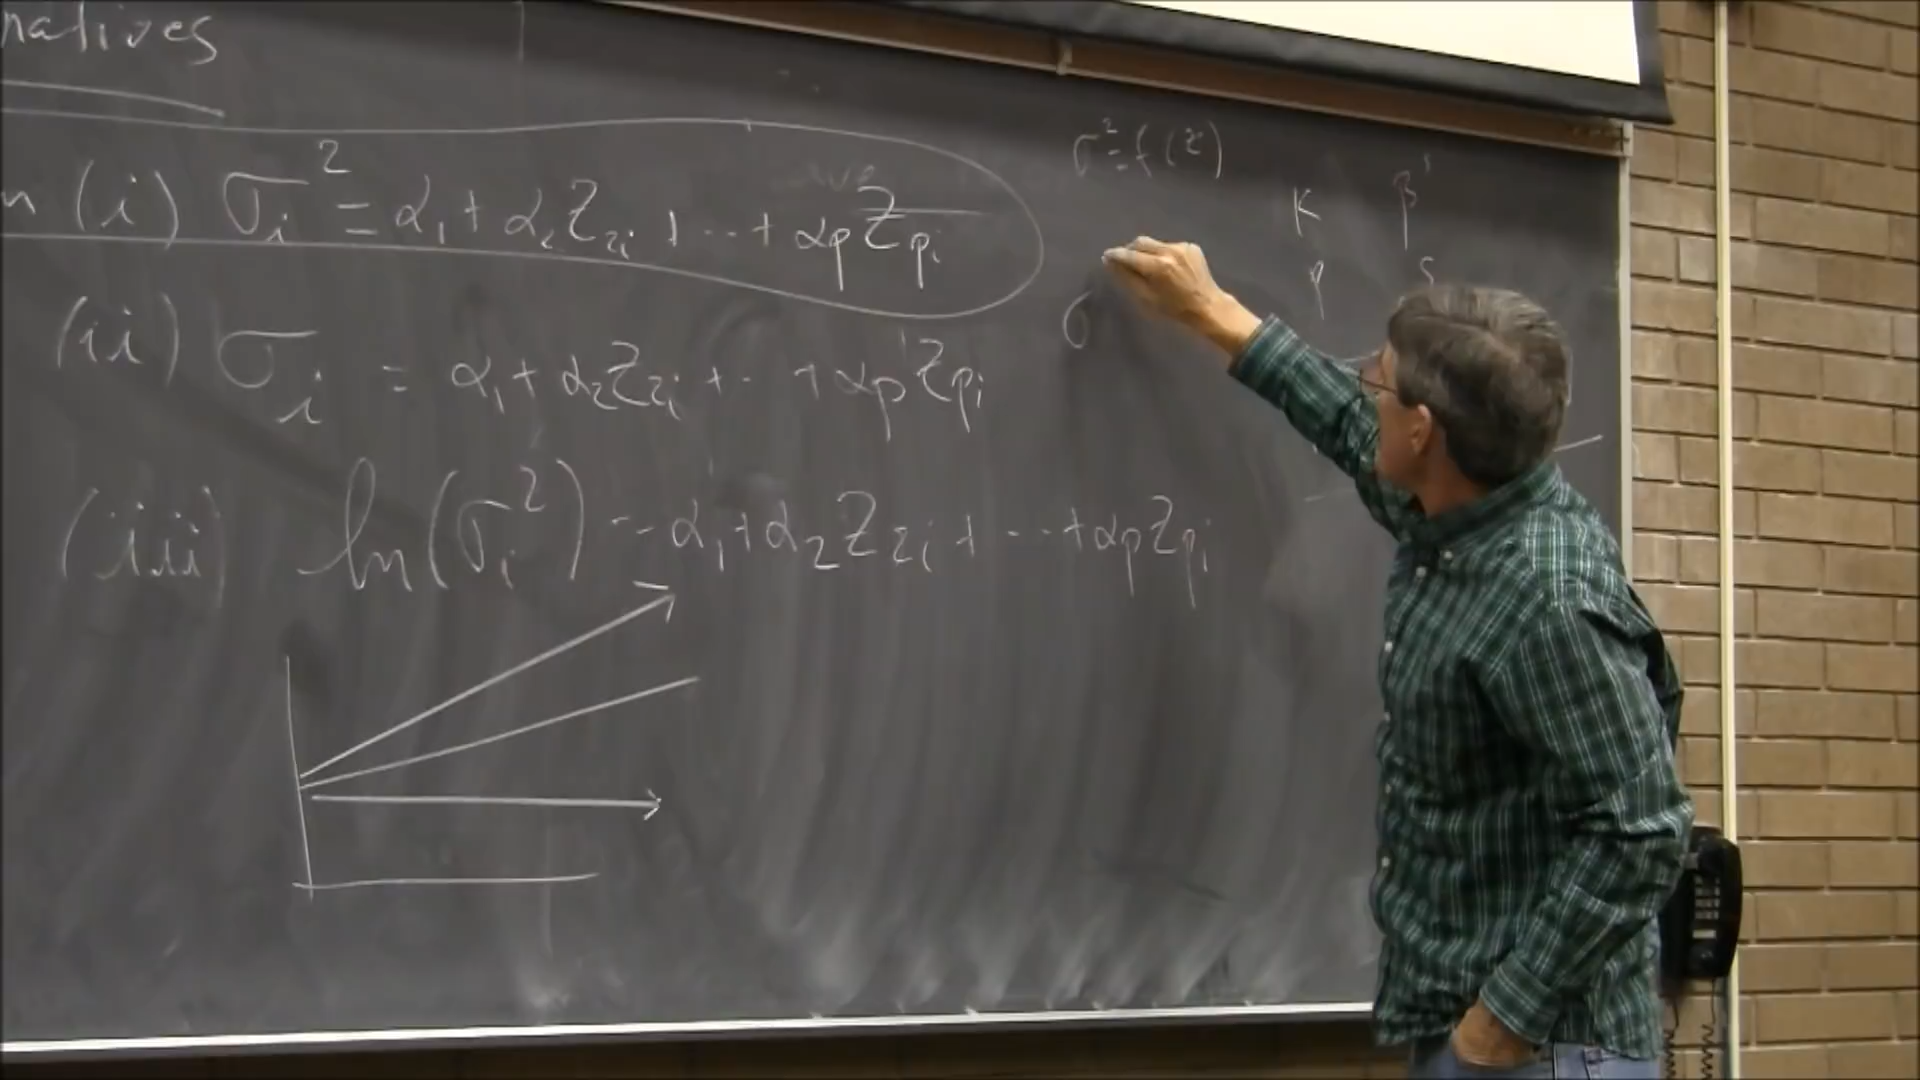 natives
n (i) σᵢ² = α₁ + α₂Z₂ᵢ + ... + αₚZₚᵢ
(ii) σᵢ = α₁ + α₂Z₂ᵢ + .. + αₚZₚᵢ
(iii) ln(σᵢ²) = α₁ + α₂Z₂ᵢ + ... + αₚZₚᵢ
σ² = f(z)
K β'
P s
σ